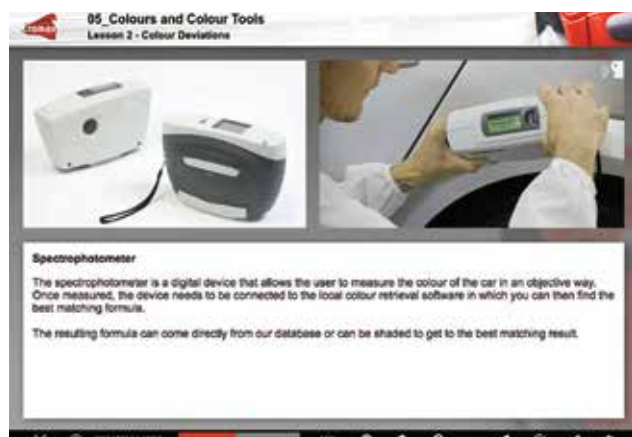 05_Colours and Colour Tools
Lesson 2 - Colour Deviations
Spectrophotometer
The spectrophotometer is a digital device that allows the user to measure the colour of the car in an objective way.
Once measured, the device needs to be connected to the local colour retrieval software in which you can then find the
best matching formula.
The resulting formula can come directly from our database or can be shaded to get to the best matching result.